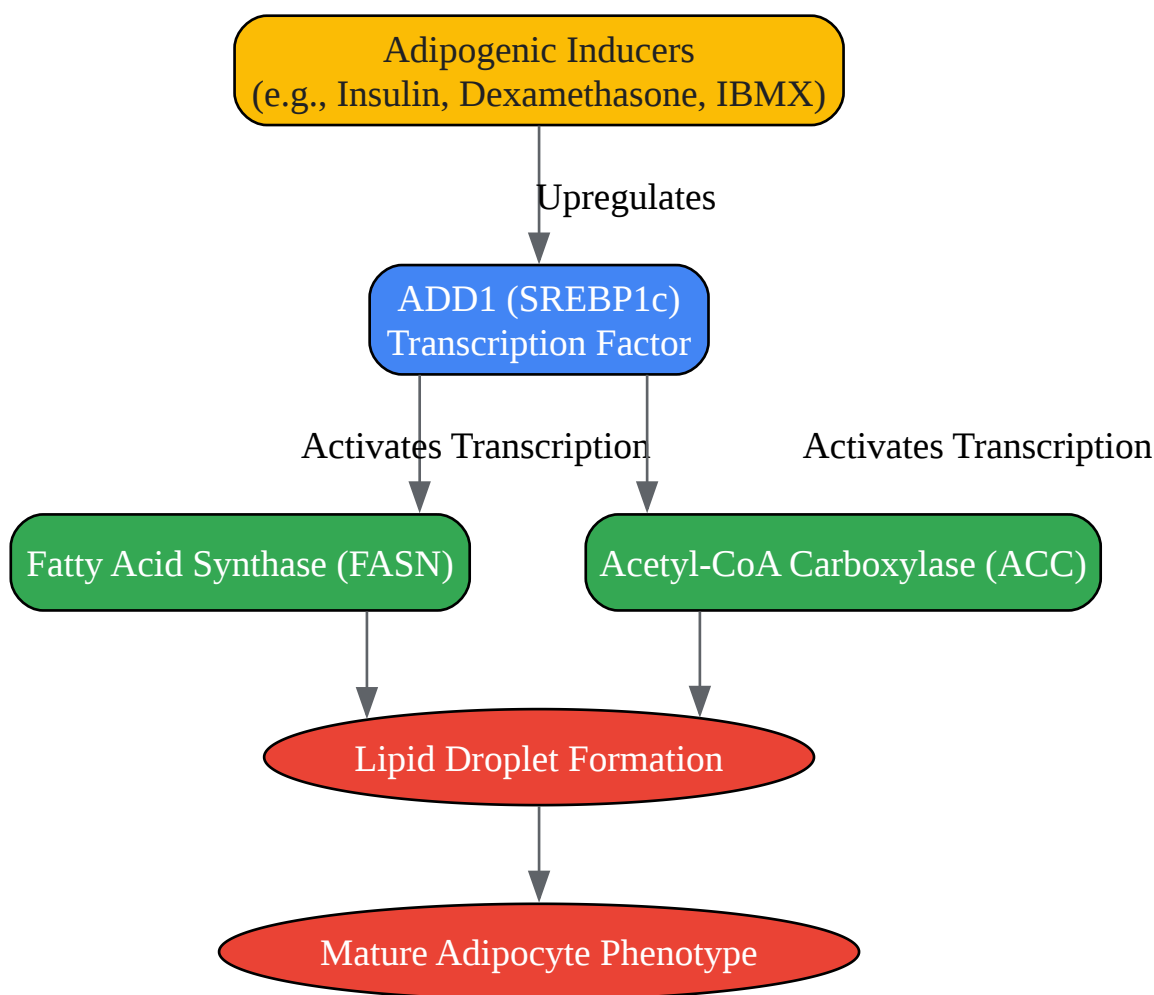 Adipogenic Inducers
(e.g., Insulin, Dexamethasone, IBMX)
Upregulates
ADD1 (SREBP1c)
Transcription Factor
Activates Transcription
Activates Transcription
Fatty Acid Synthase (FASN)
Acetyl-CoA Carboxylase (ACC)
Lipid Droplet Formation
Mature Adipocyte Phenotype